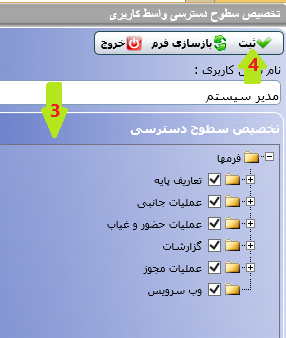 تخصیص سطوح دسترسی واسط کاربری
ثبت بازسازی فرم خروج
4
نام کاربری :
مدیر سیستم
3
تخصیص سطوح دسترسی
فرمها
تعاریف پایه
عملیات جانبی
عملیات حضور و غیاب
گزارشات
عملیات مجوز
وب سرویس